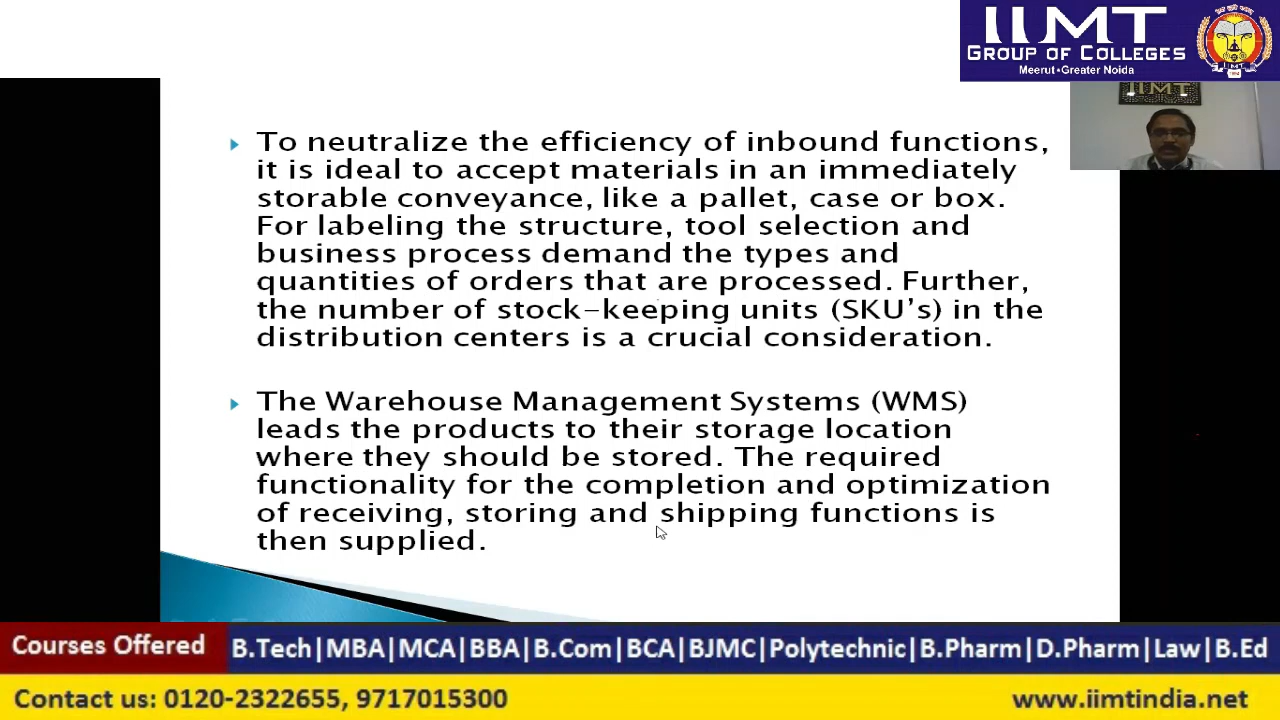 IIMT
GROUP OF COLLEGES
Meerut•Greater Noida
IIMT
To neutralize the efficiency of inbound functions,
it is ideal to accept materials in an immediately
storable conveyance, like a pallet, case or box.
For labeling the structure, tool selection and
business process demand the types and
quantities of orders that are processed. Further,
the number of stock-keeping units (SKU's) in the
distribution centers is a crucial consideration.
The Warehouse Management Systems (WMS)
leads the products to their storage location
where they should be stored. The required
functionality for the completion and optimization
of receiving, storing and shipping functions is
then supplied.
Courses Offered B.Tech|MBA|MCA|BBA|B.Com|BCA|BJMC|Polytechnic|B.Pharm|D.Pharm|Law|B.Ed
Contact us: 0120-2322655, 9717015300 www.iimtindia.net